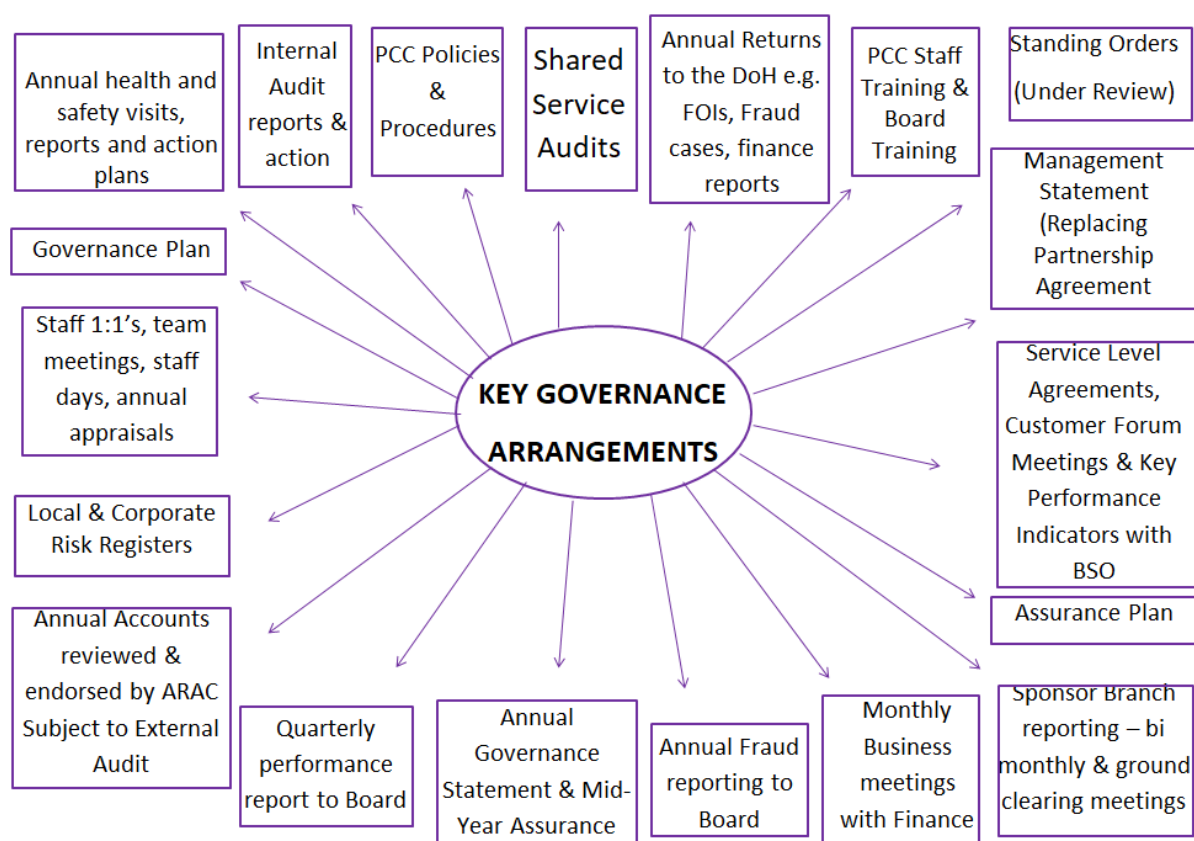 Annual health and
safety visits,
reports and action
plans
Internal
Audit
reports &
action
PCC Policies
&
Procedures
Shared
Service
Audits
Annual Returns
to the DoH e.g.
FOIs, Fraud
cases, finance
reports
PCC Staff
Training &
Board
Training
Standing Orders
(Under Review)
Management
Statement
(Replacing
Partnership
Agreement
Governance Plan
Staff 1:1’s, team
meetings, staff
days, annual
appraisals
KEY GOVERNANCE
ARRANGEMENTS
Service Level
Agreements,
Customer Forum
Meetings & Key
Performance
Indicators with
BSO
Local & Corporate
Risk Registers
Assurance Plan
Annual Accounts
reviewed &
endorsed by ARAC
Subject to External
Audit
Quarterly
performance
report to Board
Annual
Governance
Statement & Mid-
Year Assurance
Annual Fraud
reporting to
Board
Monthly
Business
meetings
with Finance
Sponsor Branch
reporting – bi
monthly & ground
clearing meetings